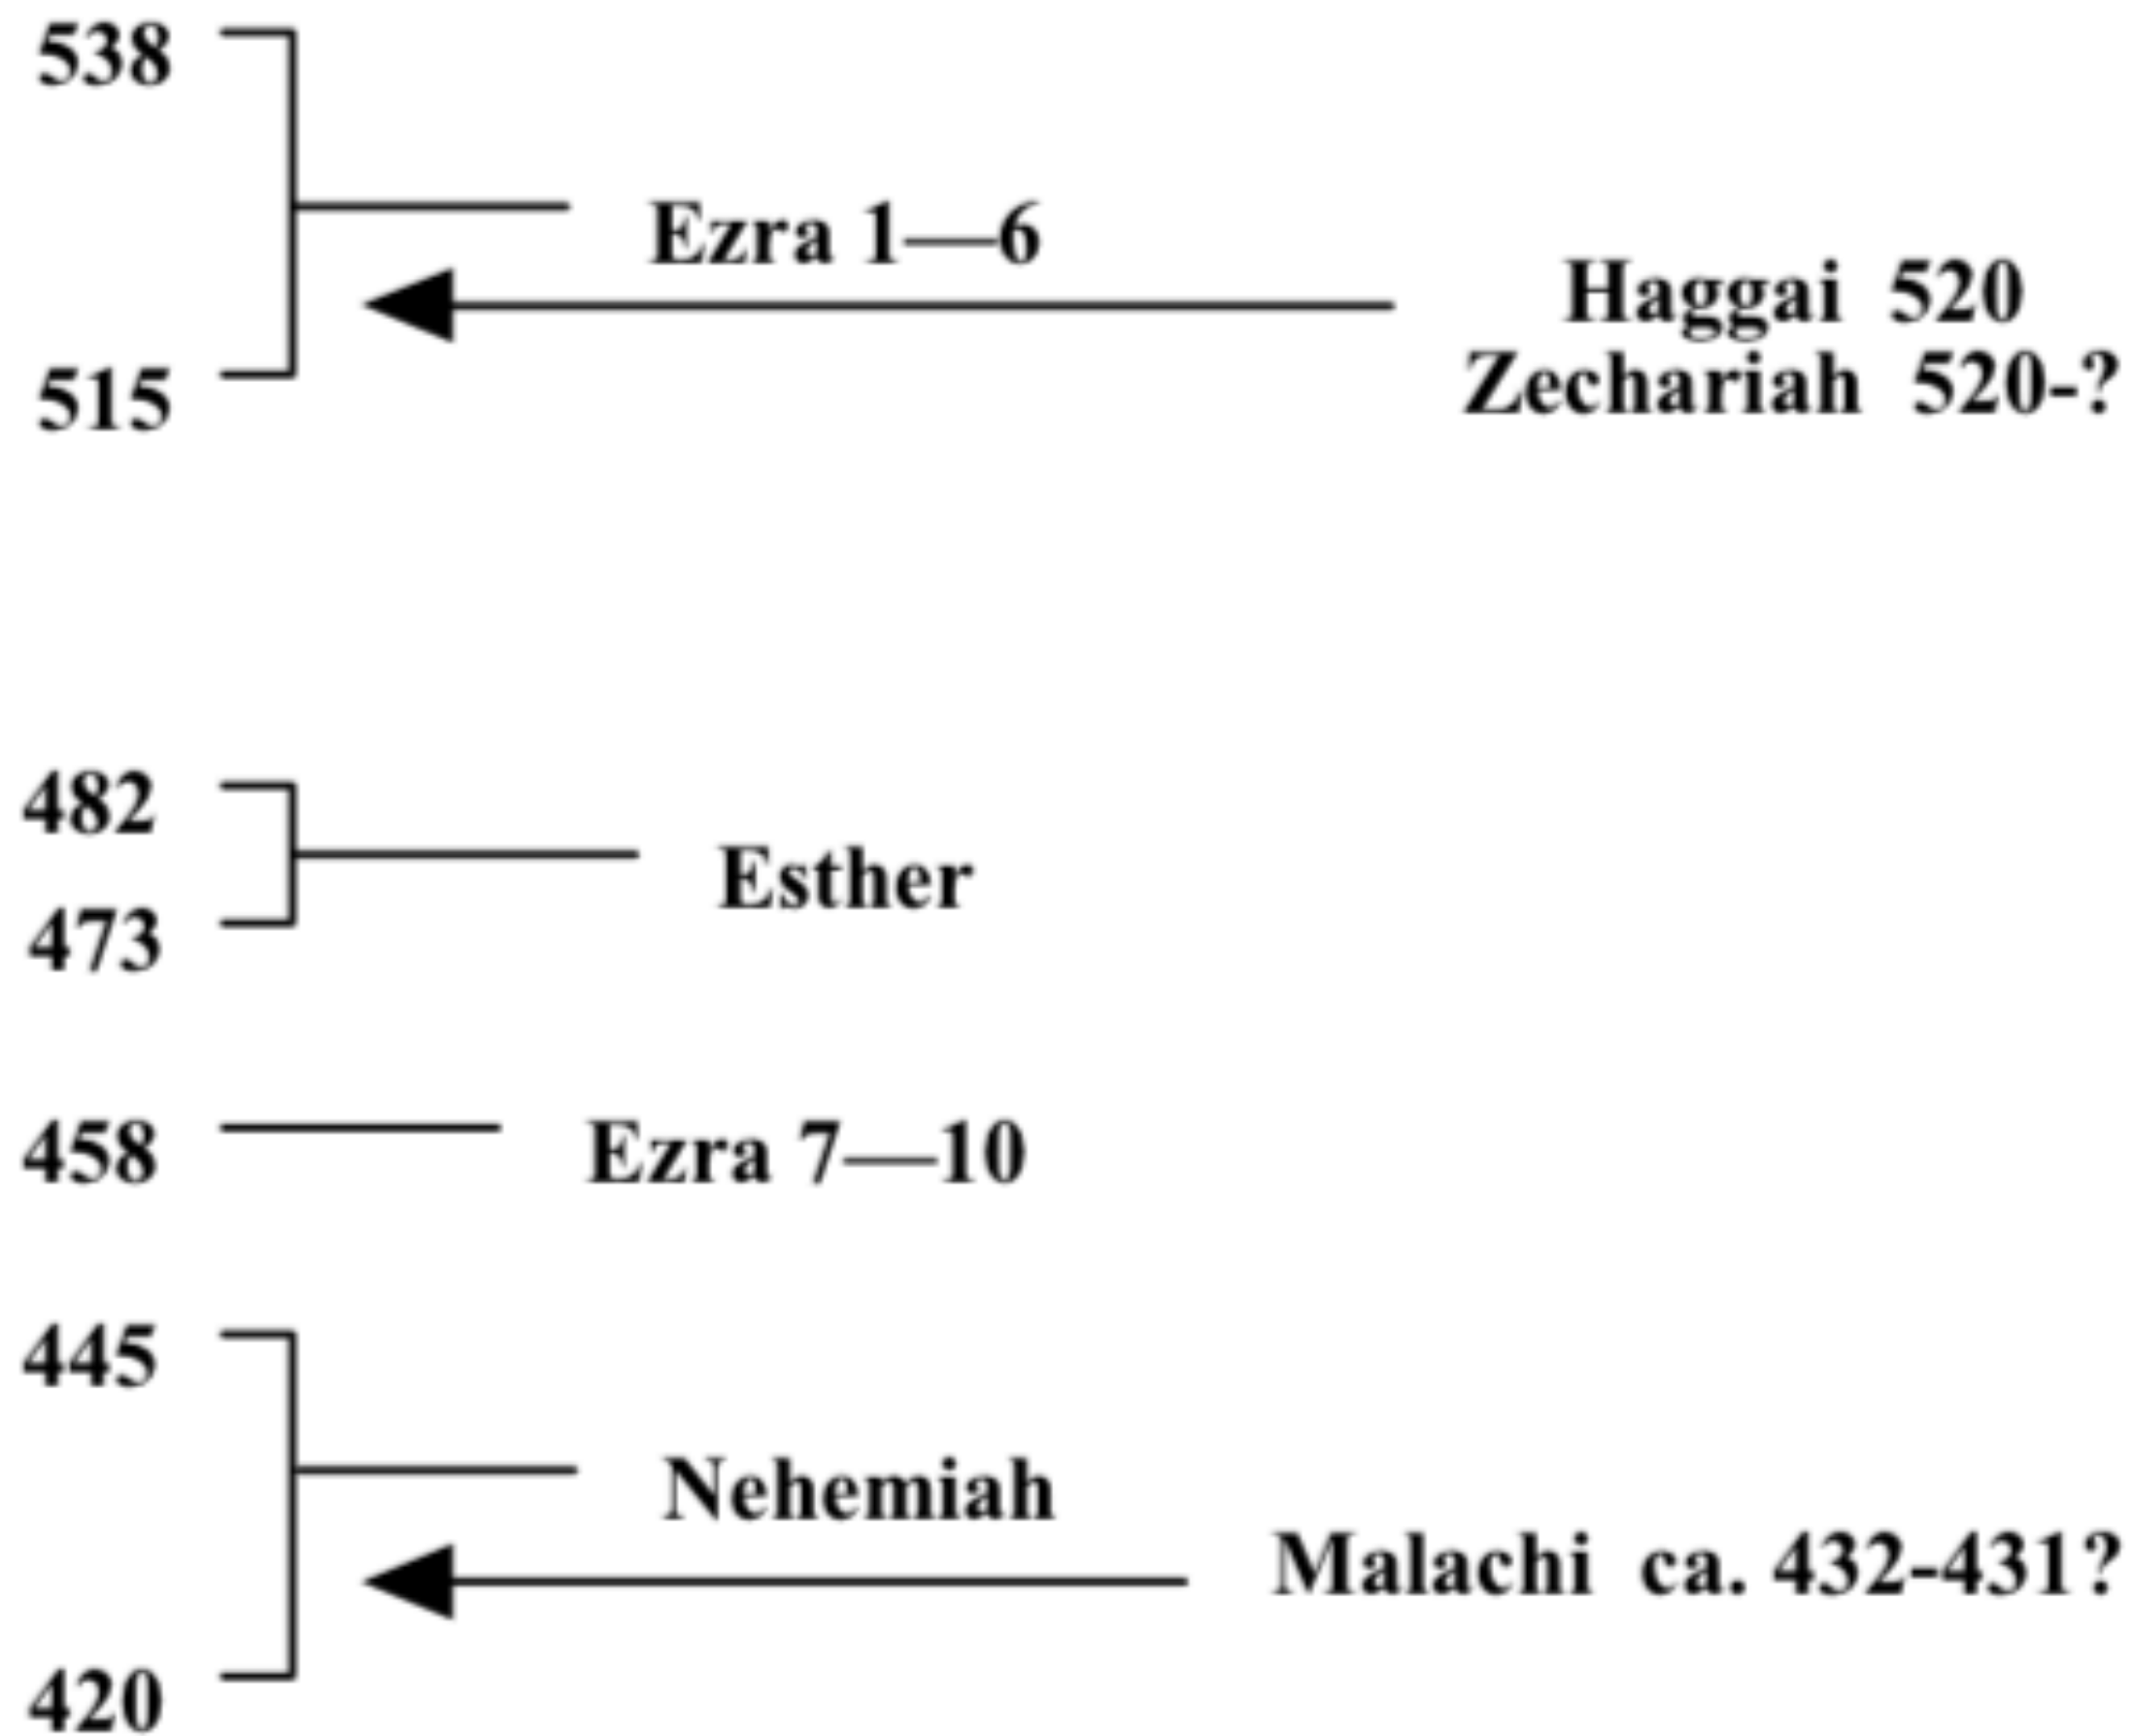 538
Ezra 1—6
Haggai 520
515
Zechariah 520-?
482
Esther
473
458 Ezra 7—10
445
Nehemiah
Malachi ca. 432-431?
420